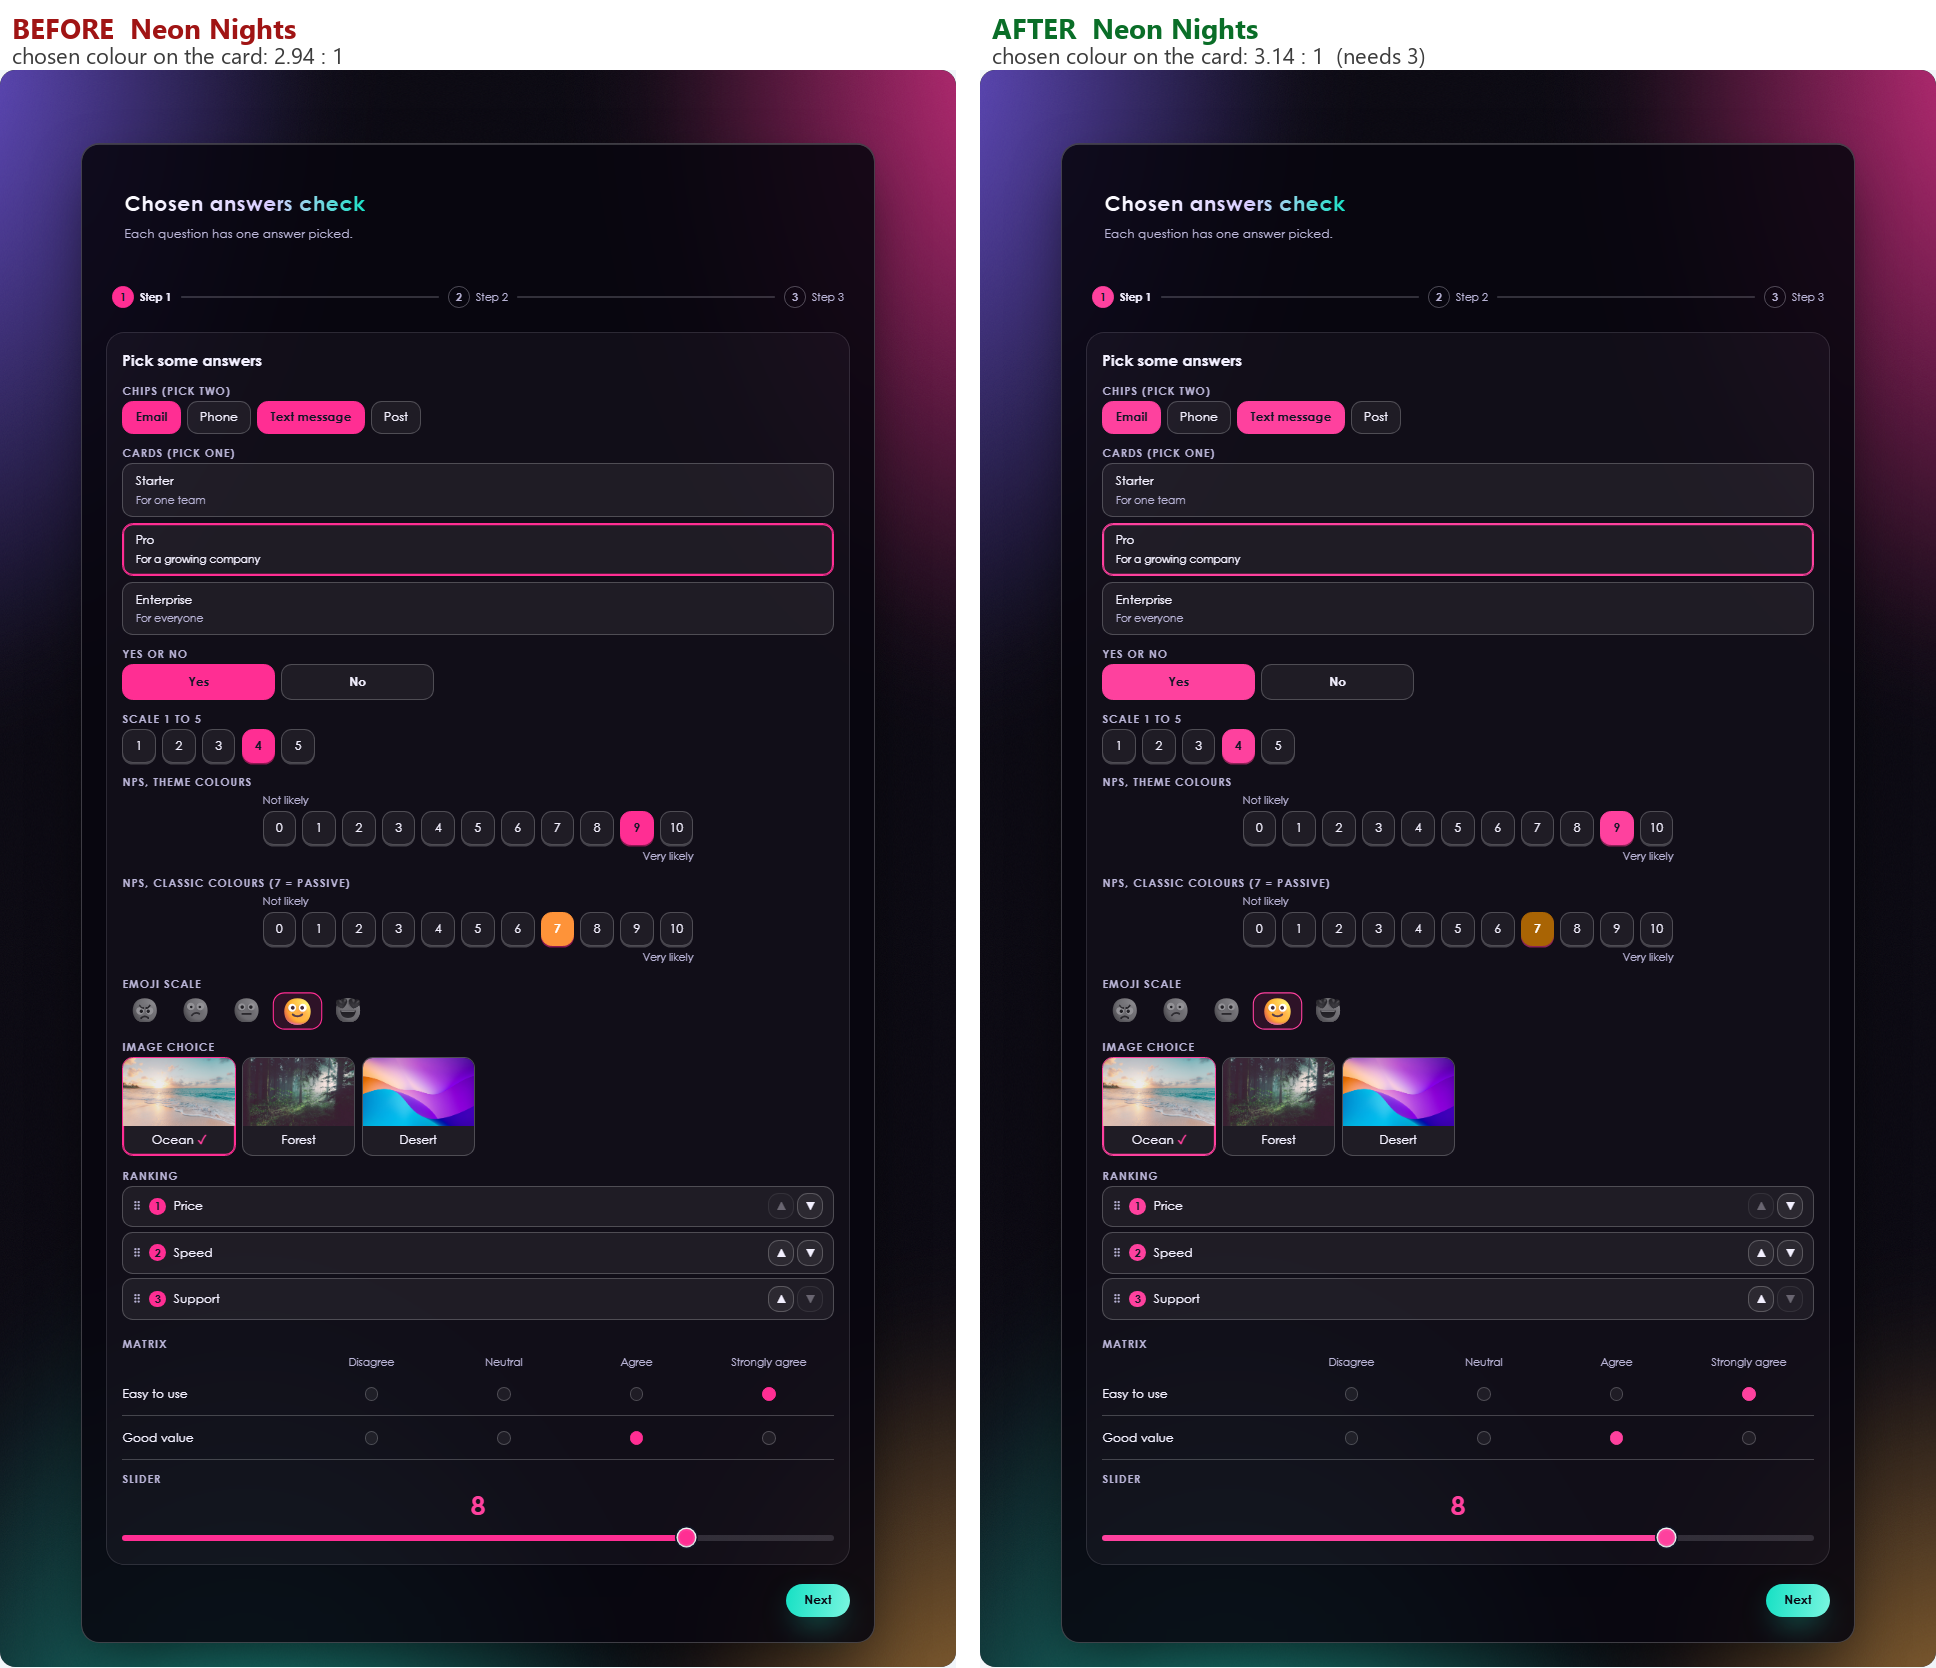 BEFORE Neon Nights
chosen colour on the card: 2.94 : 1
Chosen answers check
Each question has one answer picked.
1 Step 1
2 Step 2
3 Step 3
Pick some answers
CHIPS (PICK TWO)
Email Phone Text message Post
CARDS (PICK ONE)
Starter
For one team
Pro
For a growing company
Enterprise
For everyone
YES OR NO
Yes No
SCALE 1 TO 5
1 2 3 4 5
NPS, THEME COLOURS
Not likely
0 1 2 3 4 5 6 7 8 9 10
Very likely
NPS, CLASSIC COLOURS (7 = PASSIVE)
Not likely
0 1 2 3 4 5 6 7 8 9 10
Very likely
EMOJI SCALE
IMAGE CHOICE
Ocean ✓ Forest Desert
RANKING
1 Price
2 Speed
3 Support
MATRIX
Disagree Neutral Agree Strongly agree
Easy to use
Good value
SLIDER
8
Next
AFTER Neon Nights
chosen colour on the card: 3.14 : 1 (needs 3)
Chosen answers check
Each question has one answer picked.
1 Step 1
2 Step 2
3 Step 3
Pick some answers
CHIPS (PICK TWO)
Email Phone Text message Post
CARDS (PICK ONE)
Starter
For one team
Pro
For a growing company
Enterprise
For everyone
YES OR NO
Yes No
SCALE 1 TO 5
1 2 3 4 5
NPS, THEME COLOURS
Not likely
0 1 2 3 4 5 6 7 8 9 10
Very likely
NPS, CLASSIC COLOURS (7 = PASSIVE)
Not likely
0 1 2 3 4 5 6 7 8 9 10
Very likely
EMOJI SCALE
IMAGE CHOICE
Ocean ✓ Forest Desert
RANKING
1 Price
2 Speed
3 Support
MATRIX
Disagree Neutral Agree Strongly agree
Easy to use
Good value
SLIDER
8
Next